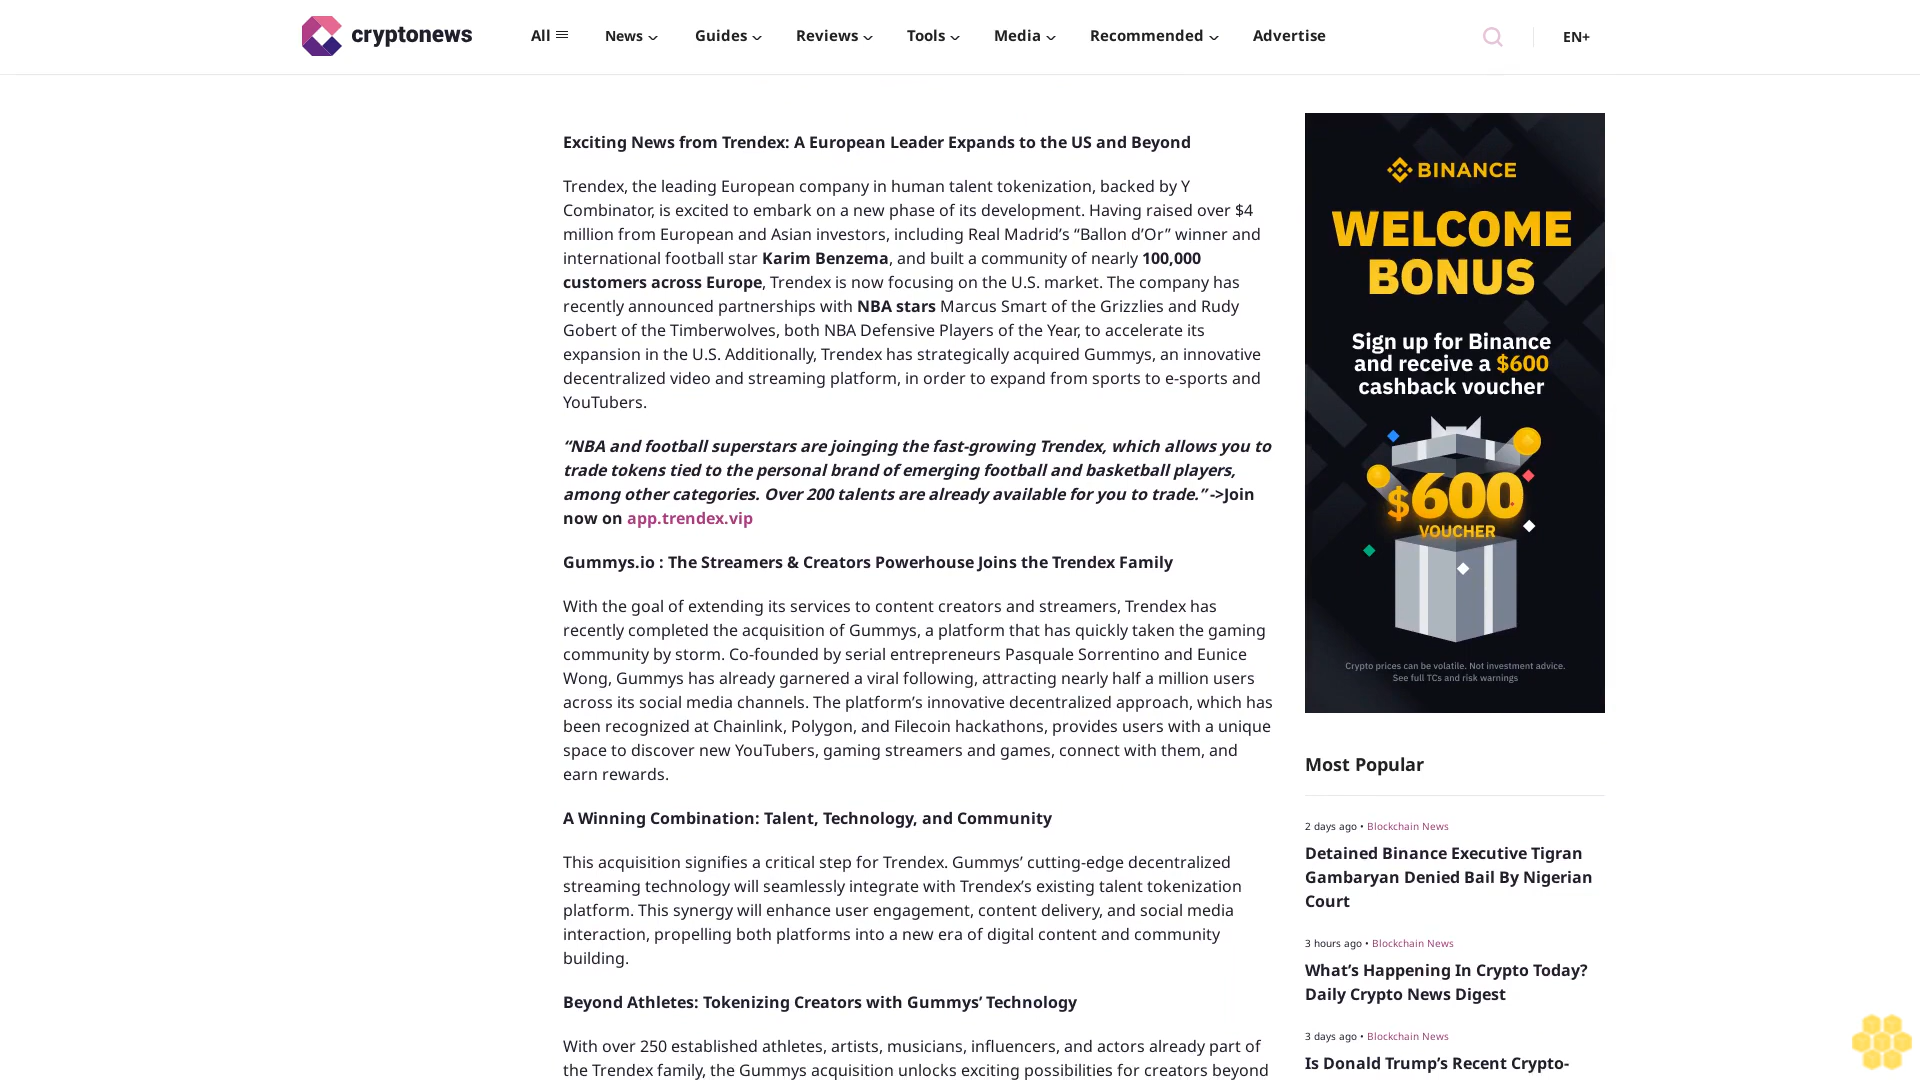 cryptonews
All
News
Guides
Reviews
Tools
Media
Recommended
Advertise
EN+
Exciting News from Trendex: A European Leader Expands to the US and Beyond
Trendex, the leading European company in human talent tokenization, backed by Y
Combinator, is excited to embark on a new phase of its development. Having raised over $4
million from European and Asian investors, including Real Madrid’s “Ballon d’Or” winner and
international football star Karim Benzema, and built a community of nearly 100,000
customers across Europe, Trendex is now focusing on the U.S. market. The company has
recently announced partnerships with NBA stars Marcus Smart of the Grizzlies and Rudy
Gobert of the Timberwolves, both NBA Defensive Players of the Year, to accelerate its
expansion in the U.S. Additionally, Trendex has strategically acquired Gummys, an innovative
decentralized video and streaming platform, in order to expand from sports to e-sports and
YouTubers.
“NBA and football superstars are joinging the fast-growing Trendex, which allows you to
trade tokens tied to the personal brand of emerging football and basketball players,
among other categories. Over 200 talents are already available for you to trade.” ->Join
now on app.trendex.vip
Gummys.io : The Streamers & Creators Powerhouse Joins the Trendex Family
With the goal of extending its services to content creators and streamers, Trendex has
recently completed the acquisition of Gummys, a platform that has quickly taken the gaming
community by storm. Co-founded by serial entrepreneurs Pasquale Sorrentino and Eunice
Wong, Gummys has already garnered a viral following, attracting nearly half a million users
across its social media channels. The platform’s innovative decentralized approach, which has
been recognized at Chainlink, Polygon, and Filecoin hackathons, provides users with a unique
space to discover new YouTubers, gaming streamers and games, connect with them, and
earn rewards.
A Winning Combination: Talent, Technology, and Community
This acquisition signifies a critical step for Trendex. Gummys’ cutting-edge decentralized
streaming technology will seamlessly integrate with Trendex’s existing talent tokenization
platform. This synergy will enhance user engagement, content delivery, and social media
interaction, propelling both platforms into a new era of digital content and community
building.
Beyond Athletes: Tokenizing Creators with Gummys’ Technology
With over 250 established athletes, artists, musicians, influencers, and actors already part of
the Trendex family, the Gummys acquisition unlocks exciting possibilities for creators beyond
BINANCE
WELCOME
BONUS
Sign up for Binance
and receive a $600
cashback voucher
$600
VOUCHER
Crypto prices can be volatile. Not investment advice.
See full TCs and risk warnings
Most Popular
2 days ago • Blockchain News
Detained Binance Executive Tigran
Gambaryan Denied Bail By Nigerian
Court
3 hours ago • Blockchain News
What’s Happening In Crypto Today?
Daily Crypto News Digest
3 days ago • Blockchain News
Is Donald Trump’s Recent Crypto-